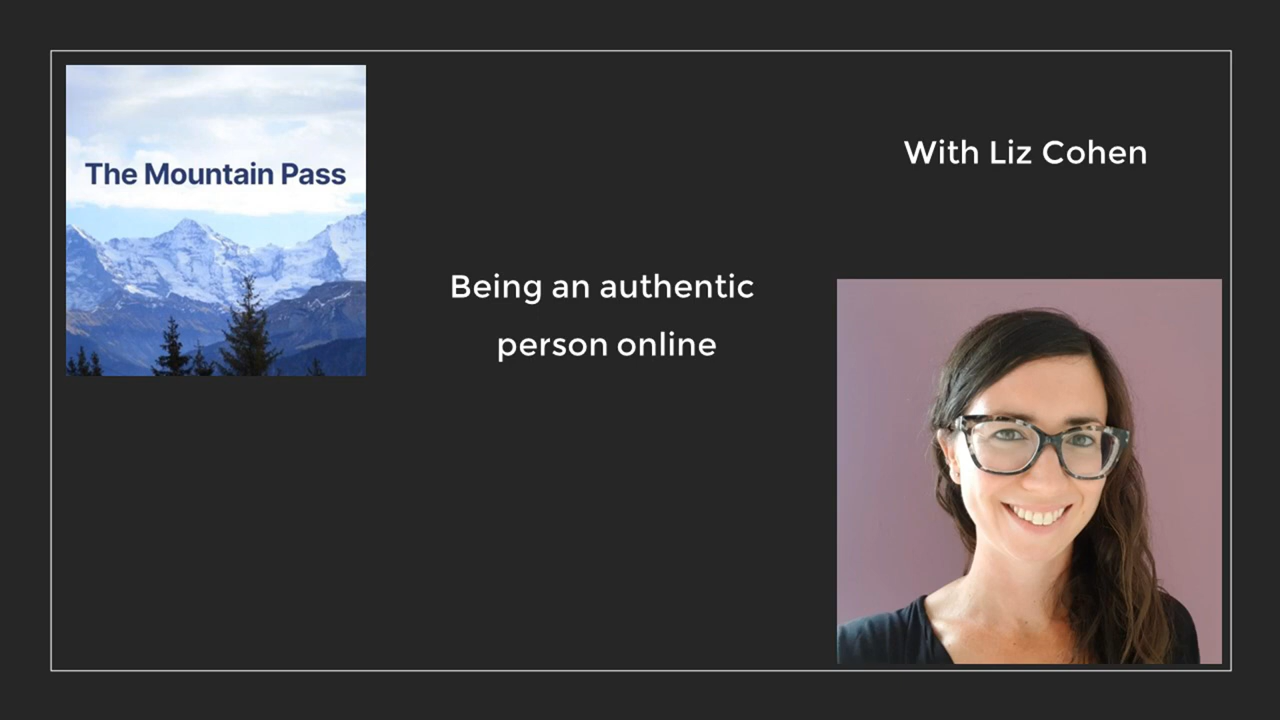 The Mountain Pass
With Liz Cohen
Being an authentic
person online